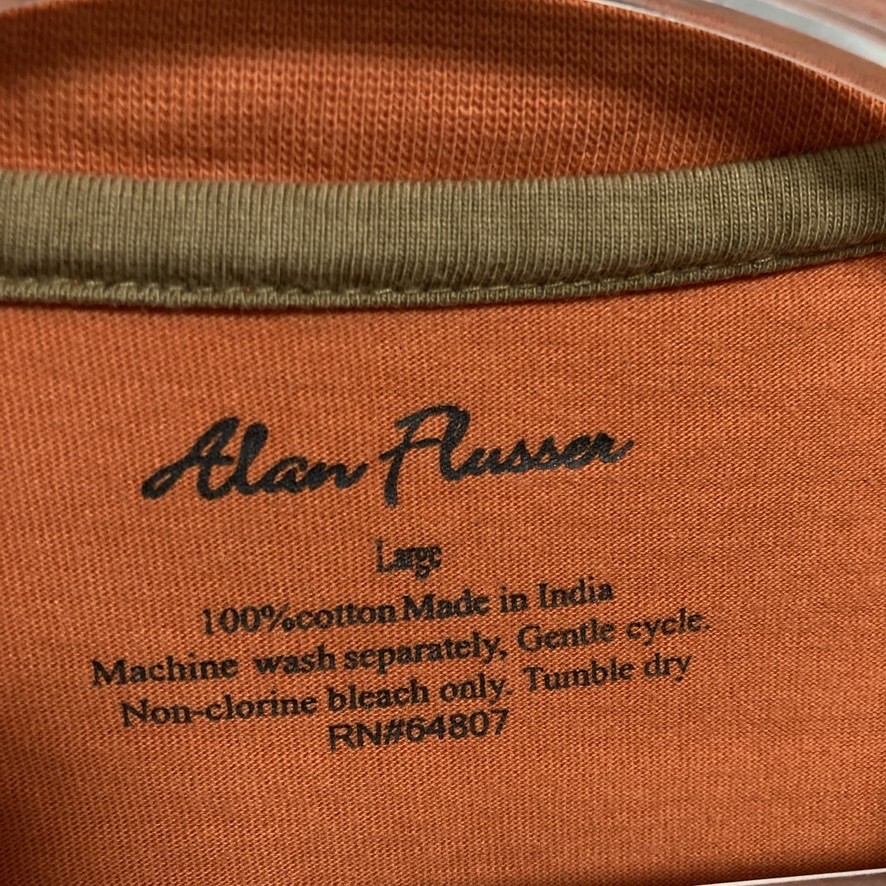 Alan Flusser
Large
100%cotton Made in India
Machine wash separately, Gentle cycle.
Non-clorine bleach only. Tumble dry
RN#64807